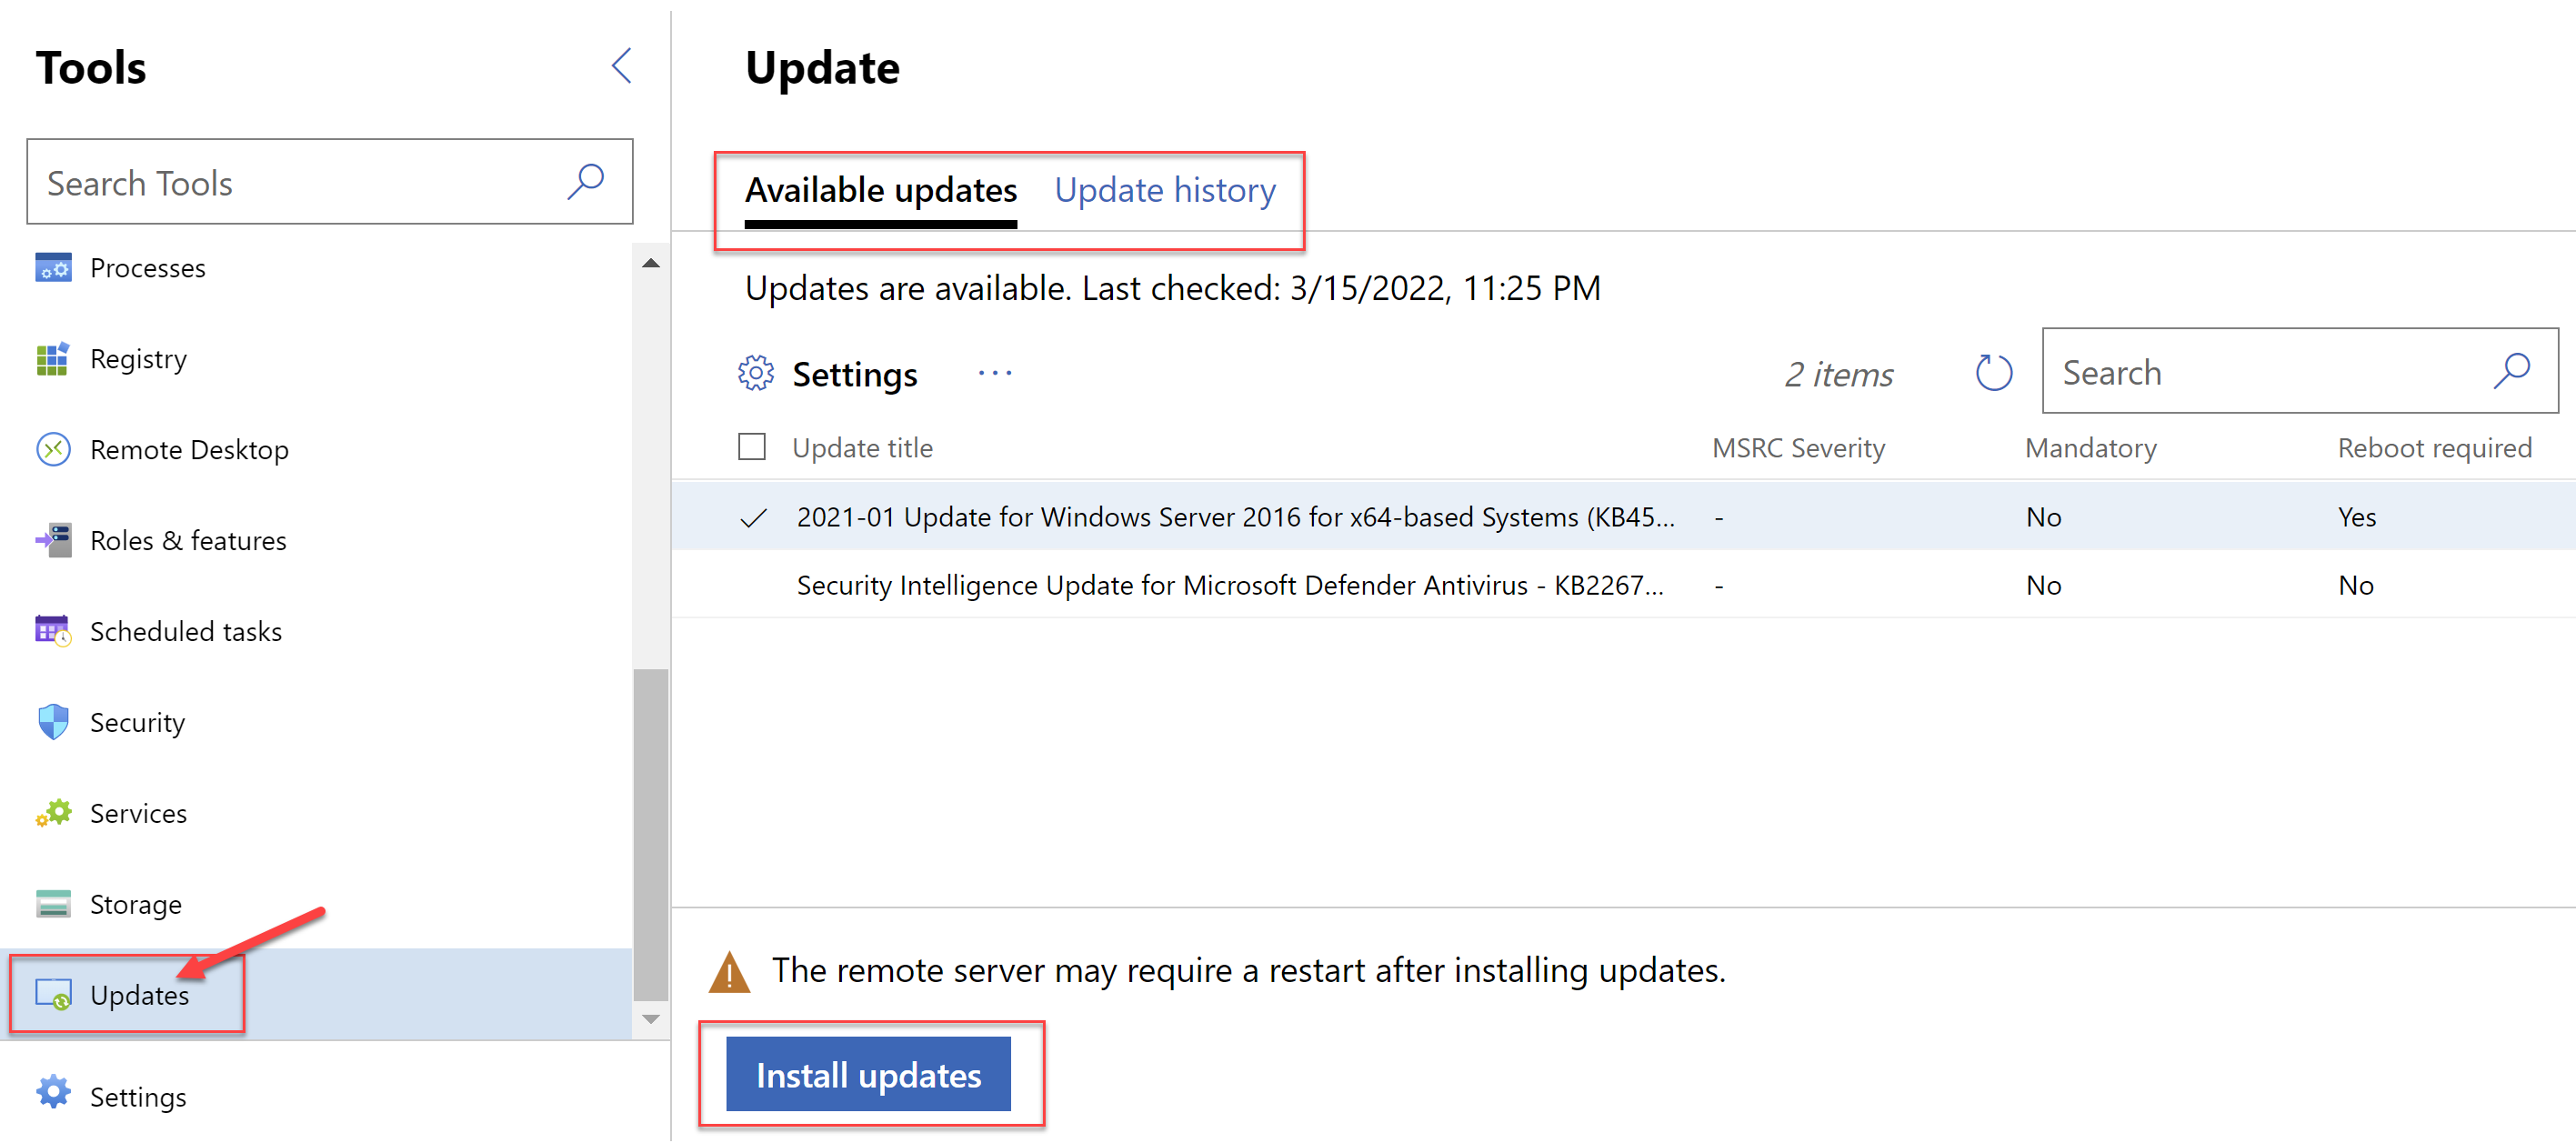 Tools
Search Tools
Processes
Registry
Remote Desktop
Roles & features
Scheduled tasks
Security
Services
Storage
Updates
Settings
Update
Available updates Update history
Updates are available. Last checked: 3/15/2022, 11:25 PM
Settings ··· 2 items Search
Update title MSRC Severity Mandatory Reboot required
2021-01 Update for Windows Server 2016 for x64-based Systems (KB45... - No Yes
Security Intelligence Update for Microsoft Defender Antivirus - KB2267... - No No
The remote server may require a restart after installing updates.
Install updates